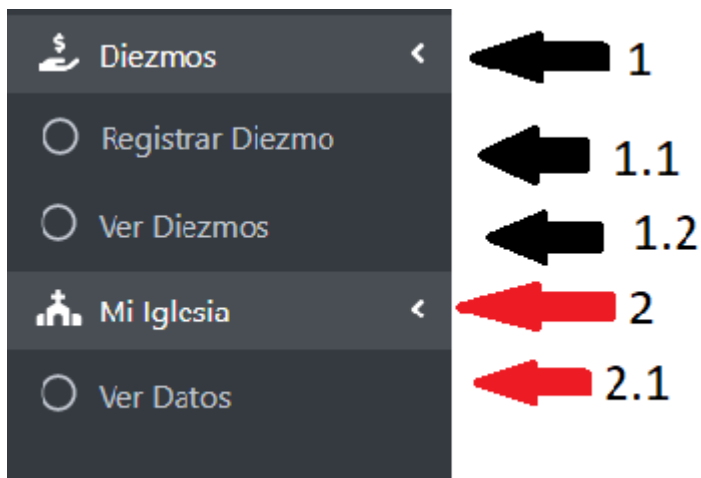 Diezmos 1
Registrar Diezmo 1.1
Ver Diezmos 1.2
Mi Iglesia 2
Ver Datos 2.1